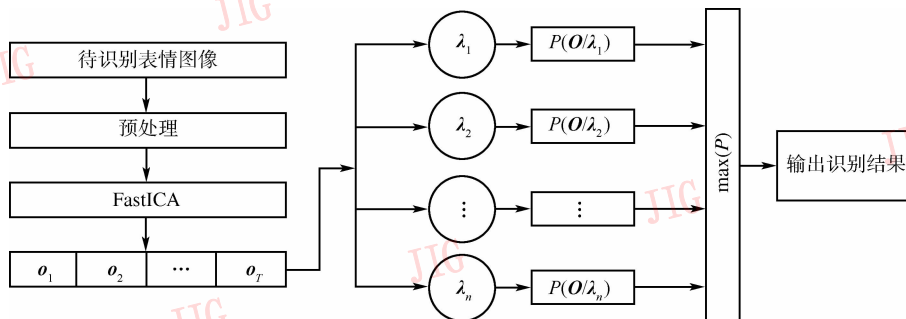 待识别表情图像
预处理
FastICA
o1 o2 … oT
λ1 P(O/λ1)
λ2 P(O/λ2)
⋮ ⋮
λn P(O/λn)
max(P)
输出识别结果
JIG
JIG
JIG
JIG
JIG